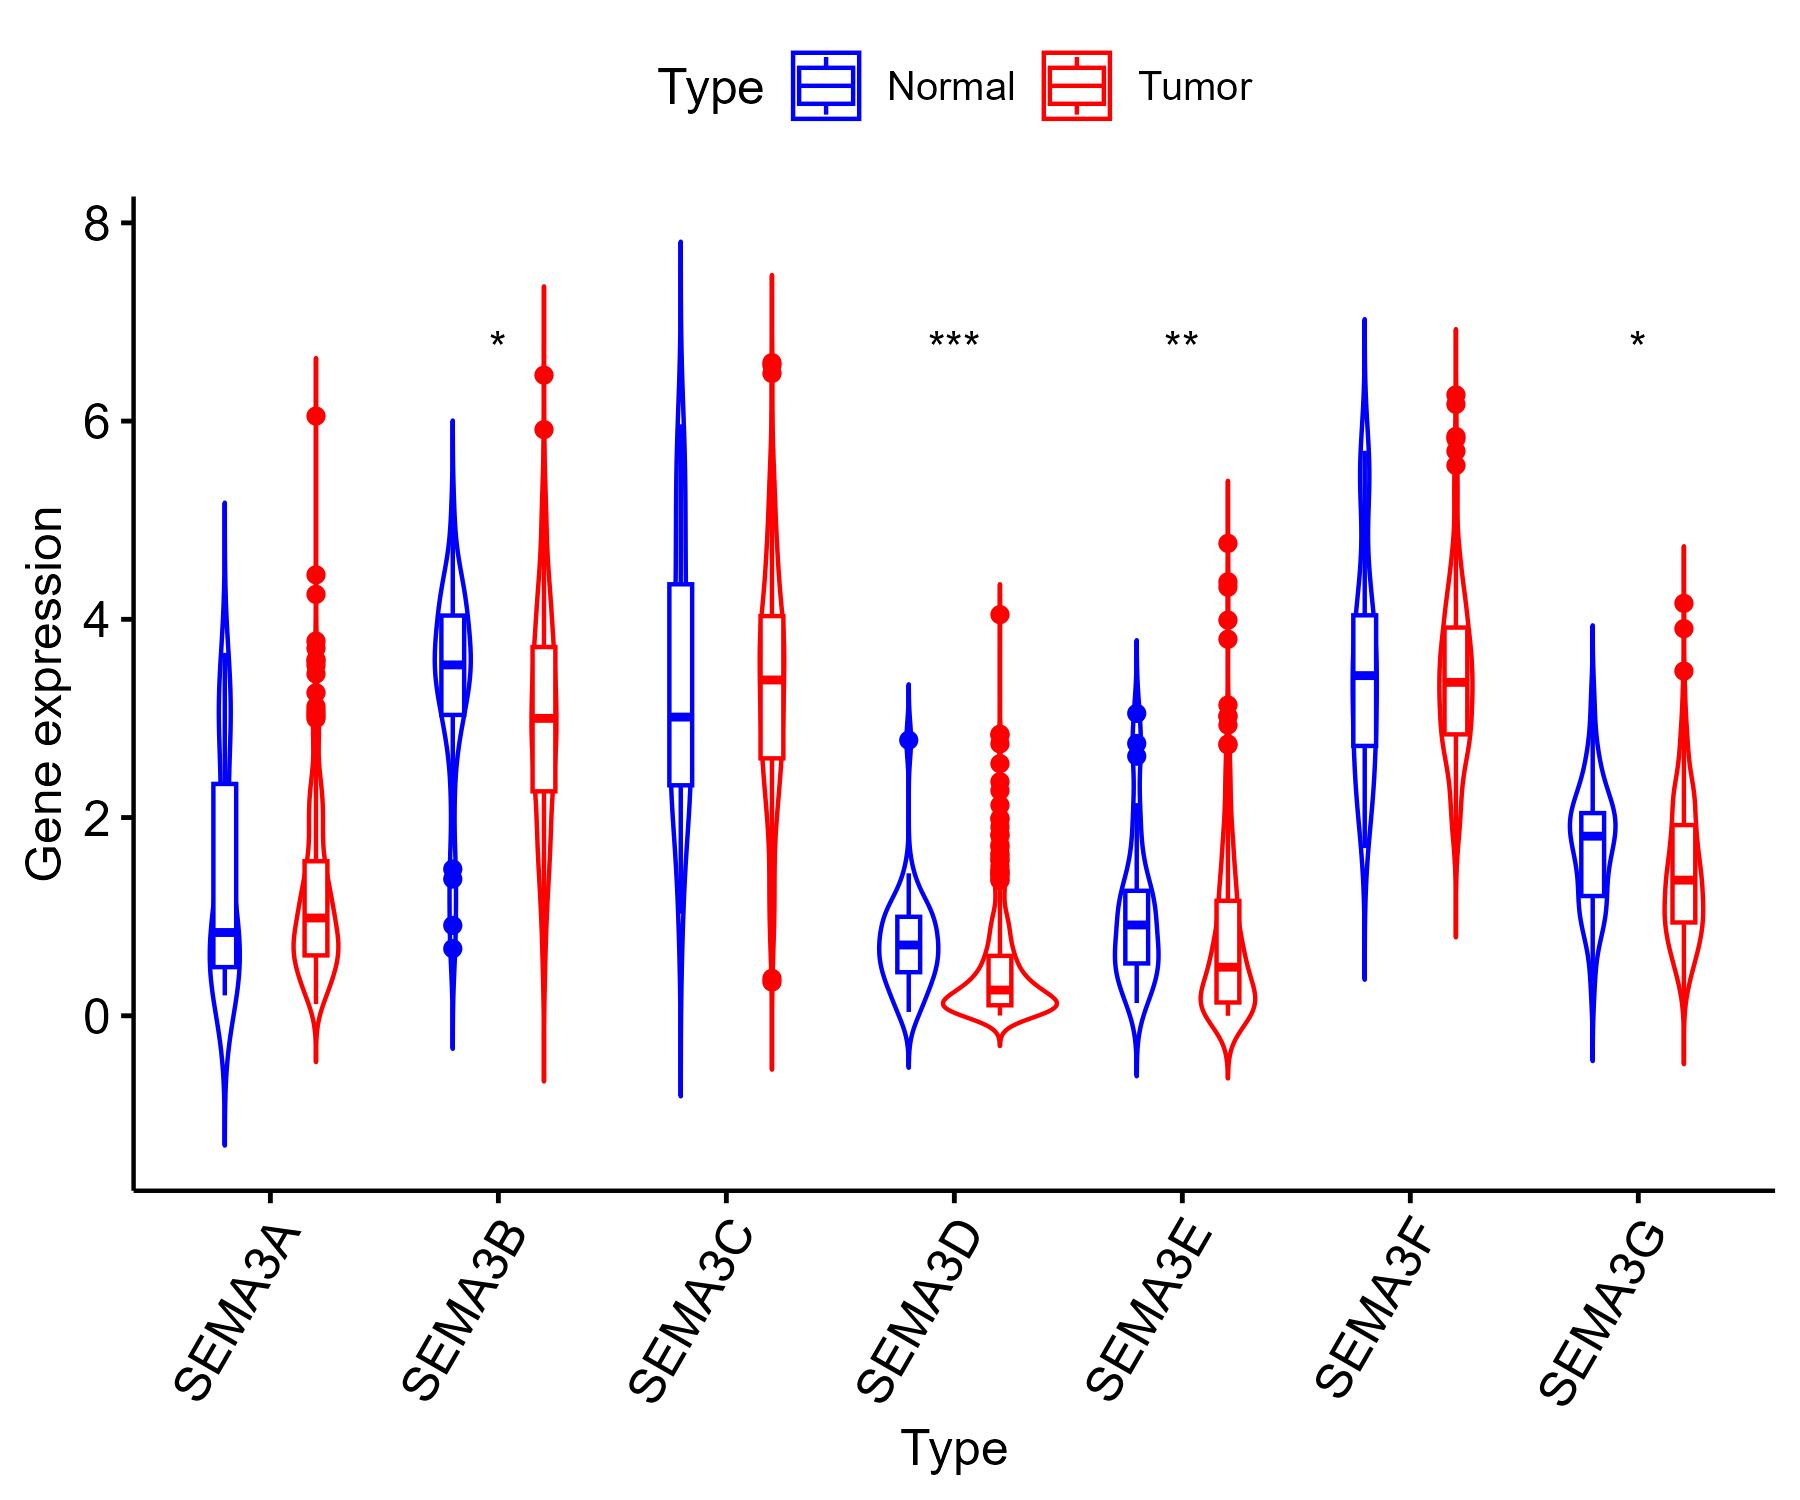 Type Normal Tumor
Gene expression
8
6
4
2
0
* *** ** *
SEMA3A SEMA3B SEMA3C SEMA3D SEMA3E SEMA3F SEMA3G
Type